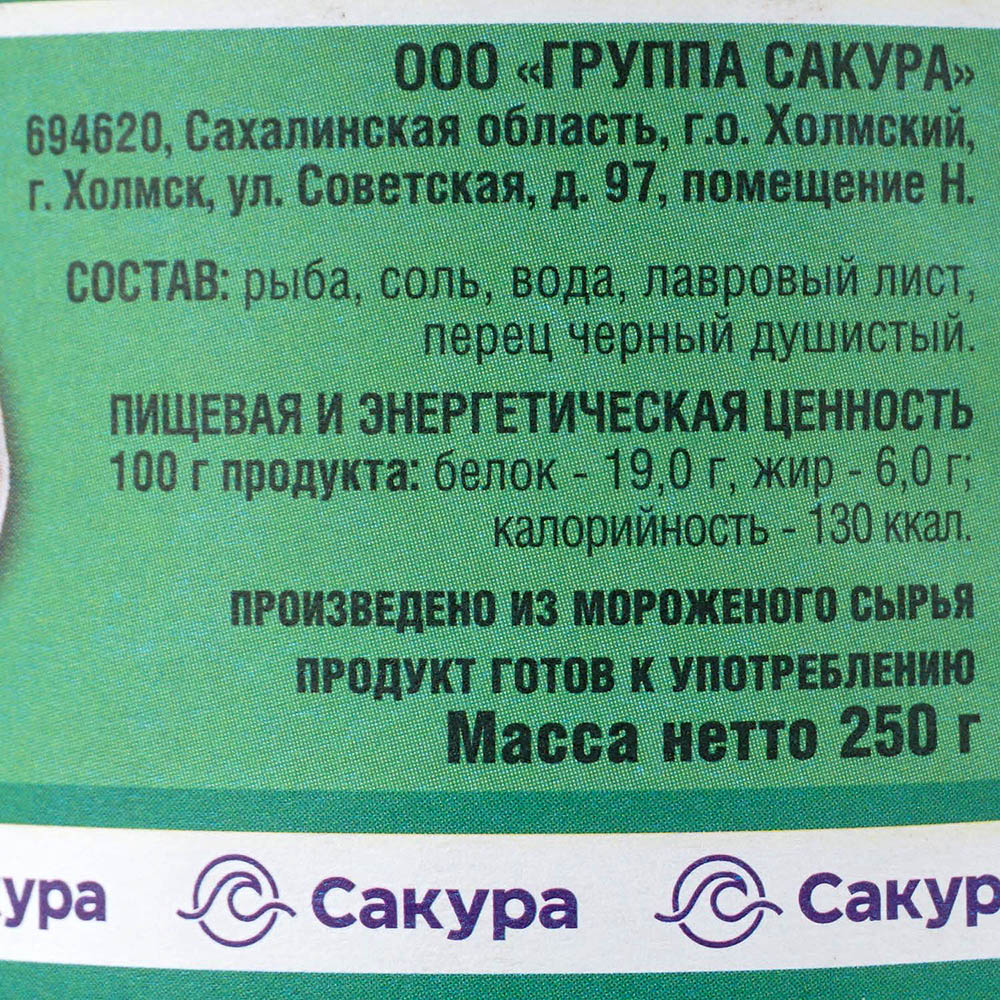 ООО «ГРУППА САКУРА»
694620, Сахалинская область, г.о. Холмский,
г. Холмск, ул. Советская, д. 97, помещение Н.
СОСТАВ: рыба, соль, вода, лавровый лист,
перец черный душистый.
ПИЩЕВАЯ И ЭНЕРГЕТИЧЕСКАЯ ЦЕННОСТЬ
100 г продукта: белок - 19,0 г, жир - 6,0 г;
калорийность - 130 ккал.
ПРОИЗВЕДЕНО ИЗ МОРОЖЕНОГО СЫРЬЯ
ПРОДУКТ ГОТОВ К УПОТРЕБЛЕНИЮ
Масса нетто 250 г
кура Сакура Сакур